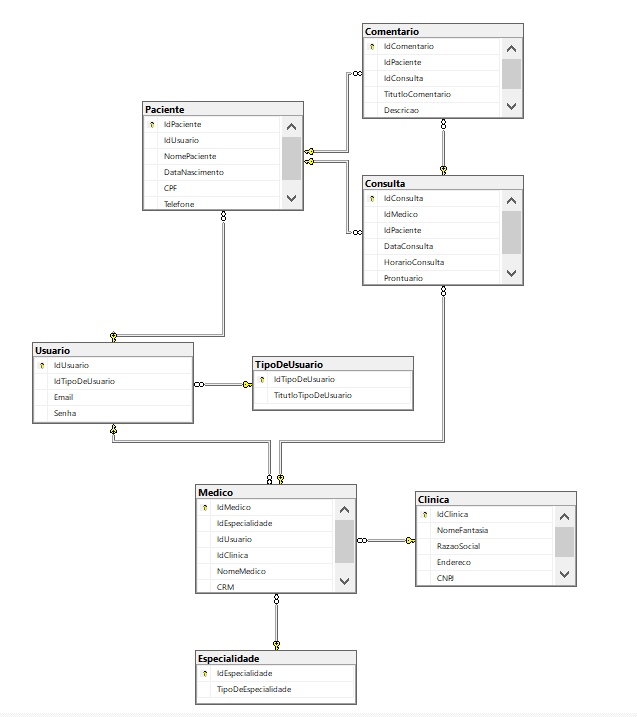 Comentario
IdComentario
IdPaciente
IdConsulta
TitutloComentario
Descricao
Paciente
IdPaciente
IdUsuario
NomePaciente
DataNascimento
CPF
Telefone
Consulta
IdConsulta
IdMedico
IdPaciente
DataConsulta
HorarioConsulta
Prontuario
Usuario
IdUsuario
IdTipoDeUsuario
Email
Senha
TipoDeUsuario
IdTipoDeUsuario
TitutloTipoDeUsuario
Medico
IdMedico
IdEspecialidade
IdUsuario
IdClinica
NomeMedico
CRM
Clinica
IdClinica
NomeFantasia
RazaoSocial
Endereco
CNPJ
Especialidade
IdEspecialidade
TipoDeEspecialidade